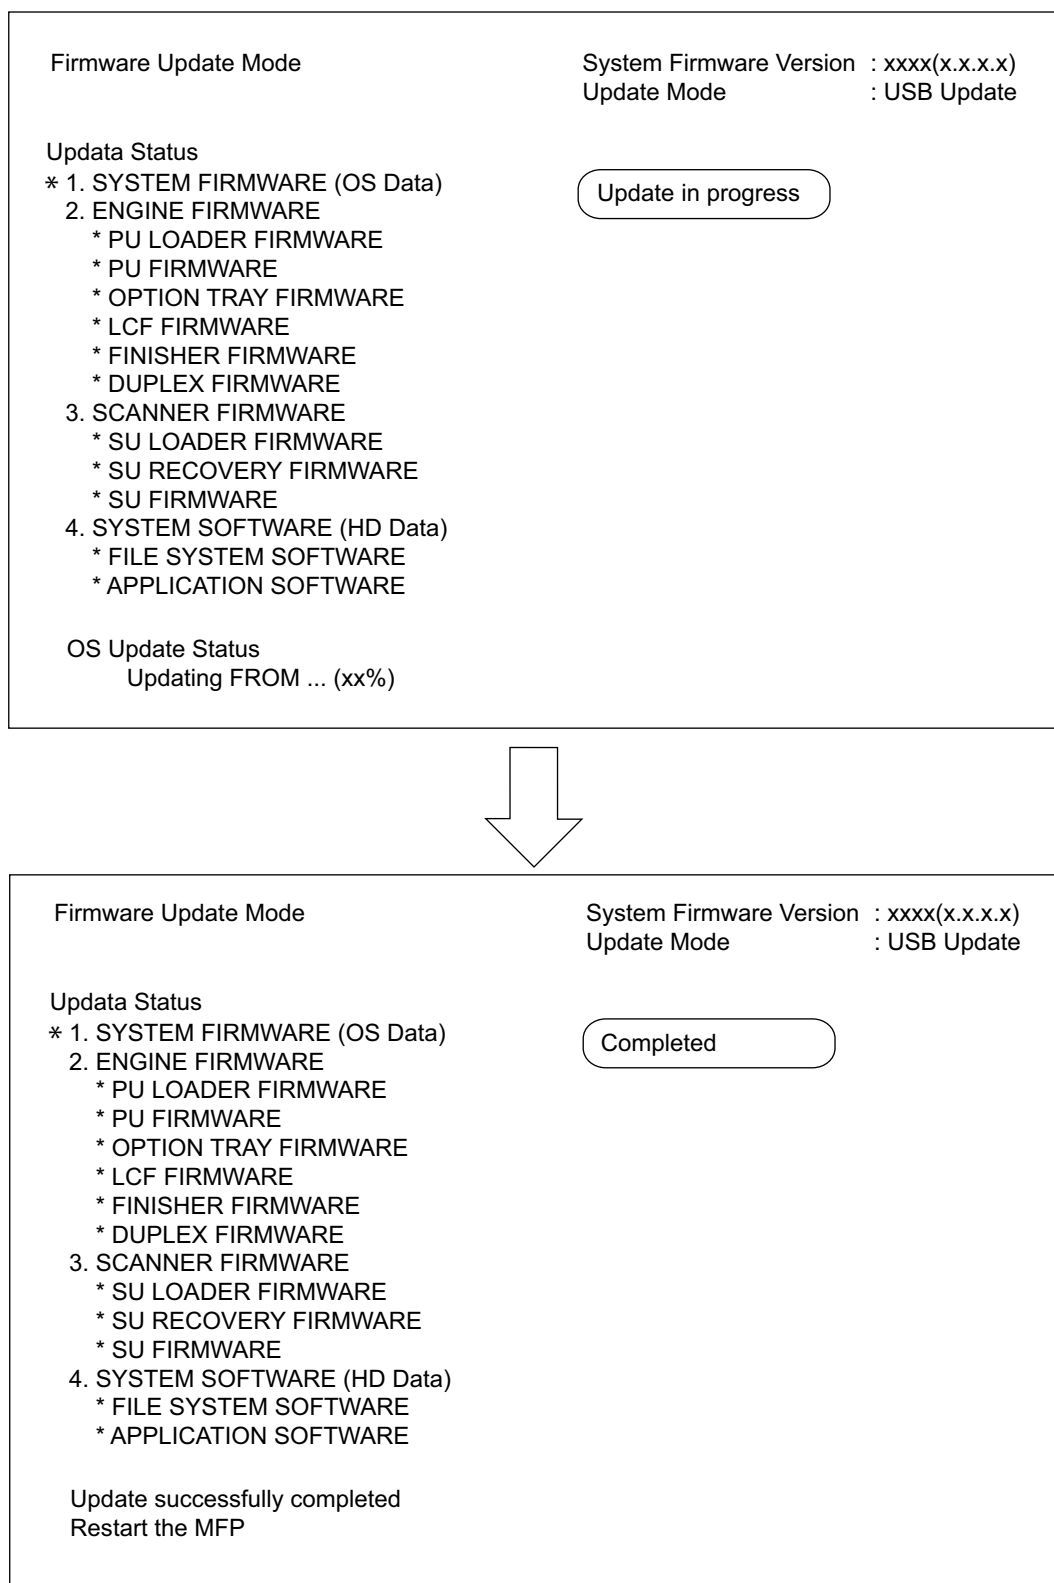 Firmware Update Mode
System Firmware Version : xxxx(x.x.x.x)
Update Mode : USB Update
Updata Status
* 1. SYSTEM FIRMWARE (OS Data)
Update in progress
2. ENGINE FIRMWARE
* PU LOADER FIRMWARE
* PU FIRMWARE
* OPTION TRAY FIRMWARE
* LCF FIRMWARE
* FINISHER FIRMWARE
* DUPLEX FIRMWARE
3. SCANNER FIRMWARE
* SU LOADER FIRMWARE
* SU RECOVERY FIRMWARE
* SU FIRMWARE
4. SYSTEM SOFTWARE (HD Data)
* FILE SYSTEM SOFTWARE
* APPLICATION SOFTWARE
OS Update Status
Updating FROM ... (xx%)
Firmware Update Mode
System Firmware Version : xxxx(x.x.x.x)
Update Mode : USB Update
Updata Status
* 1. SYSTEM FIRMWARE (OS Data)
Completed
2. ENGINE FIRMWARE
* PU LOADER FIRMWARE
* PU FIRMWARE
* OPTION TRAY FIRMWARE
* LCF FIRMWARE
* FINISHER FIRMWARE
* DUPLEX FIRMWARE
3. SCANNER FIRMWARE
* SU LOADER FIRMWARE
* SU RECOVERY FIRMWARE
* SU FIRMWARE
4. SYSTEM SOFTWARE (HD Data)
* FILE SYSTEM SOFTWARE
* APPLICATION SOFTWARE
Update successfully completed
Restart the MFP